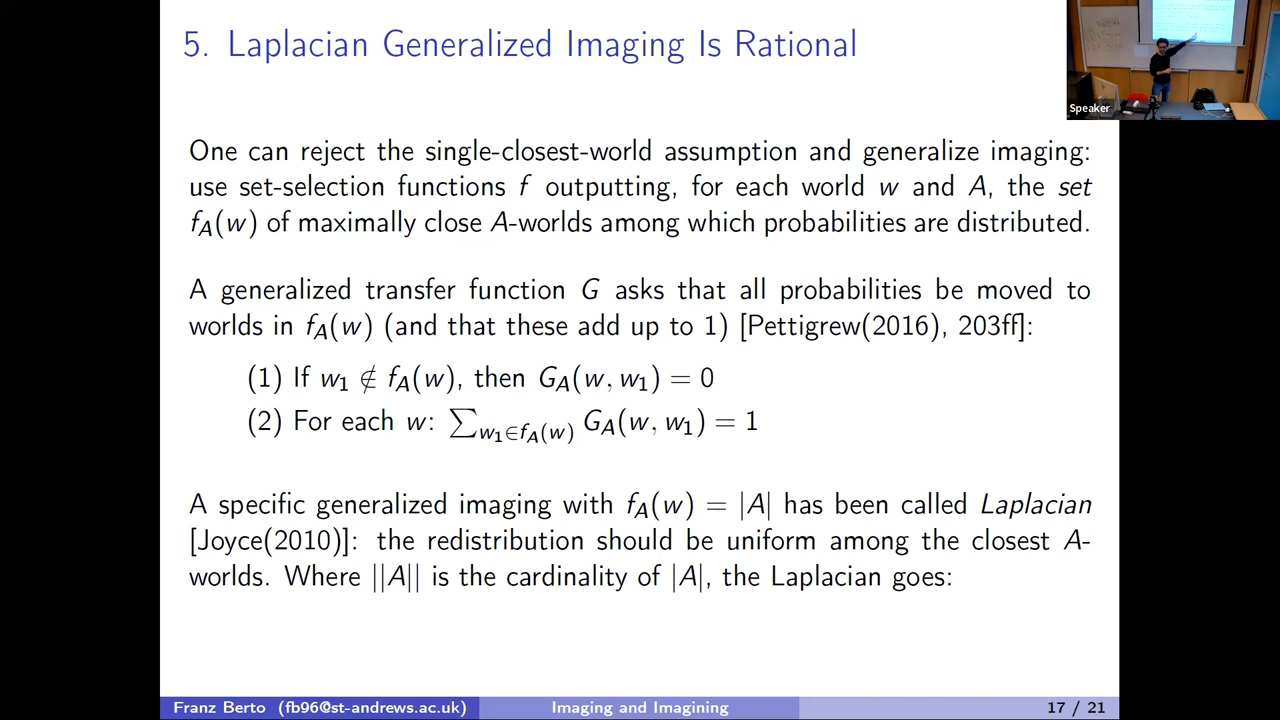 5. Laplacian Generalized Imaging Is Rational
Speaker
One can reject the single-closest-world assumption and generalize imaging:
use set-selection functions f outputting, for each world w and A, the set
f_A(w) of maximally close A-worlds among which probabilities are distributed.
A generalized transfer function G asks that all probabilities be moved to
worlds in f_A(w) (and that these add up to 1) [Pettigrew(2016), 203ff]:
(1) If w₁ ∉ f_A(w), then G_A(w, w₁) = 0
(2) For each w: ∑_{w₁∈f_A(w)} G_A(w, w₁) = 1
A specific generalized imaging with f_A(w) = |A| has been called Laplacian
[Joyce(2010)]: the redistribution should be uniform among the closest A-
worlds. Where ||A|| is the cardinality of |A|, the Laplacian goes:
Franz Berto (fb96@st-andrews.ac.uk) Imaging and Imagining 17 / 21